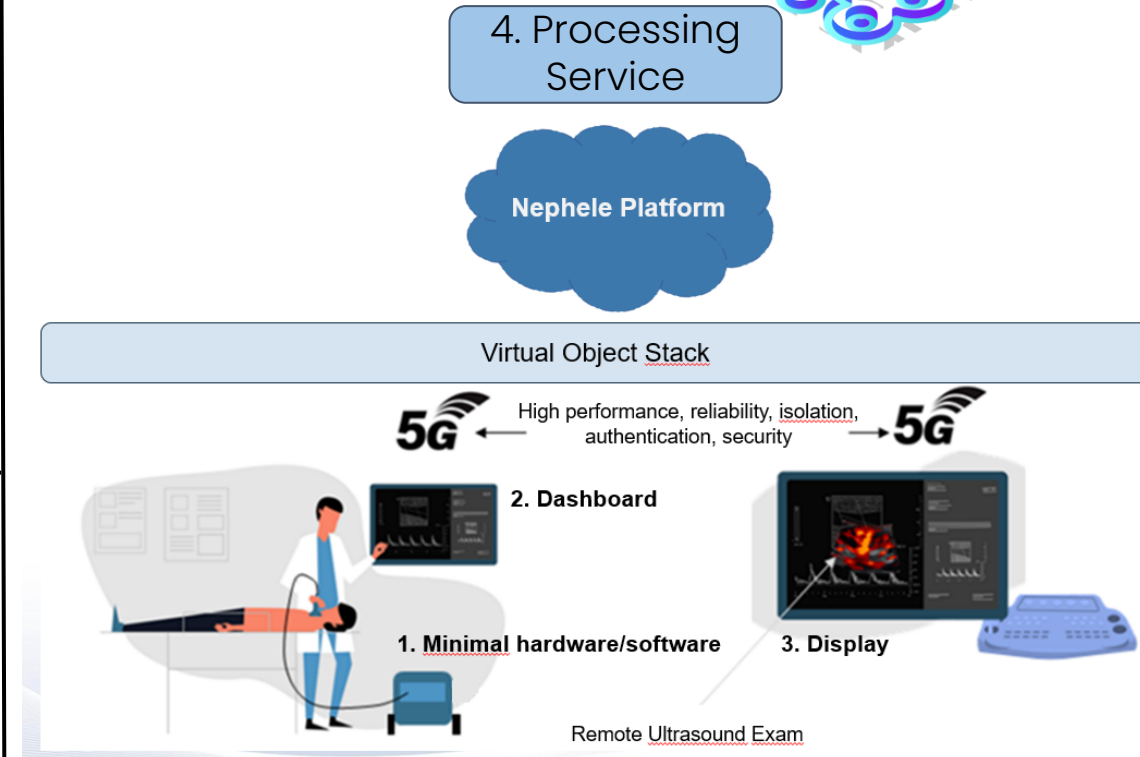 4. Processing
Service
Nephele Platform
Virtual Object Stack
5G
High performance, reliability, isolation,
authentication, security
5G
2. Dashboard
1. Minimal hardware/software
3. Display
Remote Ultrasound Exam